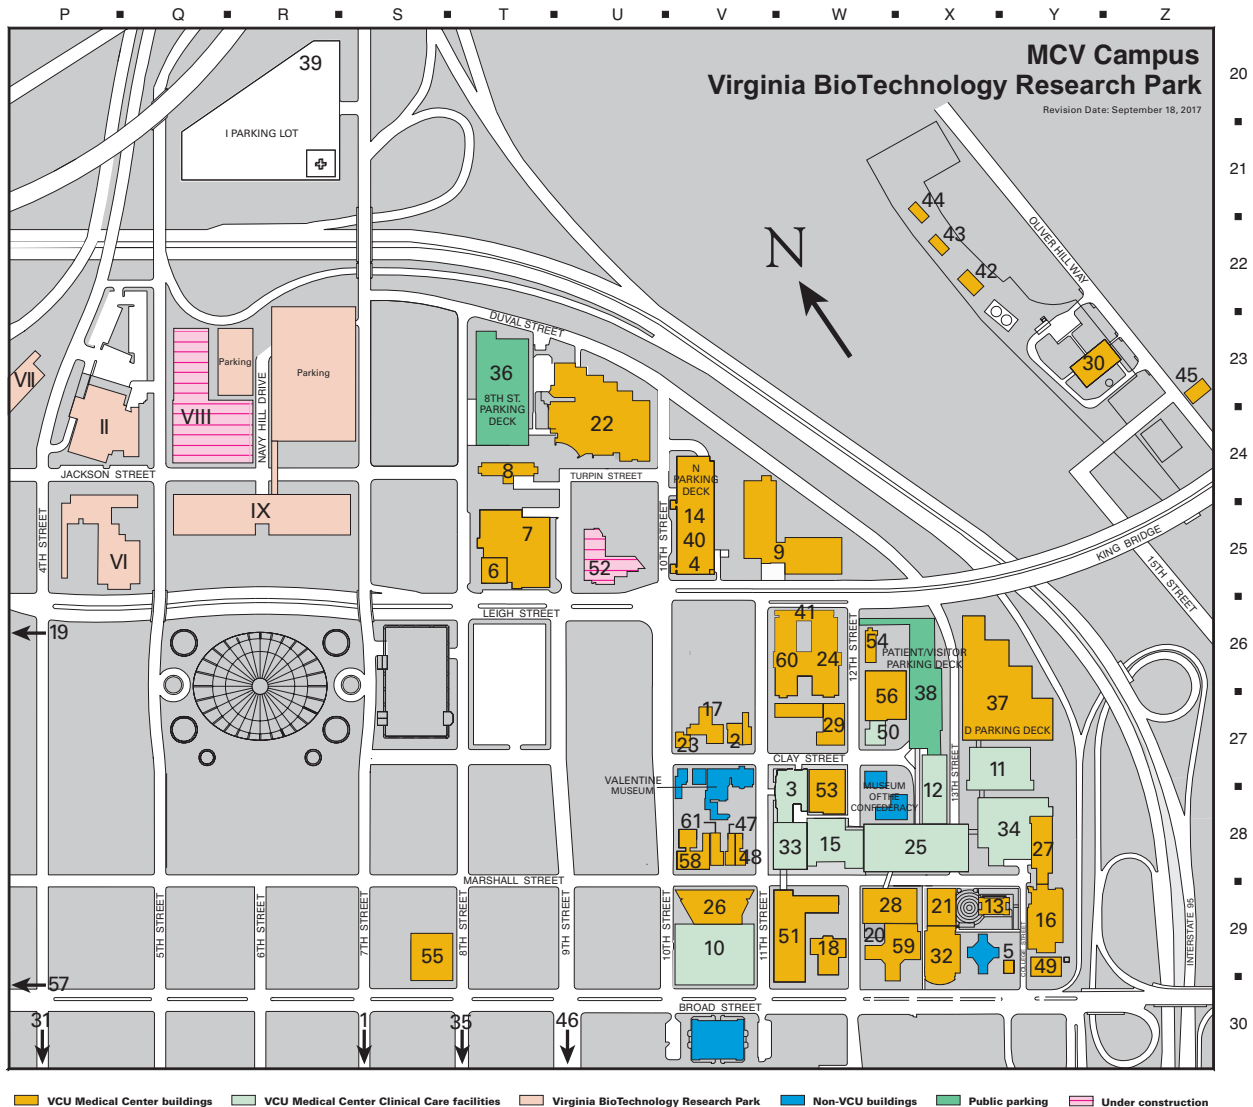 P Q R S T U V W X Y Z
MCV Campus
Virginia BioTechnology Research Park
Revision Date: September 18, 2017
20
21
22
23
24
25
26
27
28
29
30
39
I PARKING LOT
44
43
42
OLIVER HILL WAY
N
30
45
DUVAL STREET
36
8TH ST.
PARKING
DECK
22
VII
II
VIII
Parking
Parking
NAVY HILL DRIVE
JACKSON STREET
8
TURPIN STREET
N
PARKING
DECK
14
40
4
9
KING BRIDGE
15TH STREET
IX
VI
4TH STREET
7
6
52
10TH STREET
LEIGH STREET
19
41
60
24
12TH STREET
54
PATIENT/VISITOR
PARKING DECK
56
38
50
37
D PARKING DECK
17
23
2
29
CLAY STREET
VALENTINE
MUSEUM
3
53
MUSEUM
OF THE
CONFEDERACY
12
13TH STREET
11
61
47
58
48
33
15
25
34
27
MARSHALL STREET
5TH STREET
6TH STREET
7TH STREET
8TH STREET
9TH STREET
10TH STREET
11TH STREET
26
10
51
18
28
20
59
21
32
13
5
COLLEGE STREET
16
49
INTERSTATE 95
55
57
BROAD STREET
31
1
35
46
VCU Medical Center buildings
VCU Medical Center Clinical Care facilities
Virginia BioTechnology Research Park
Non-VCU buildings
Public parking
Under construction